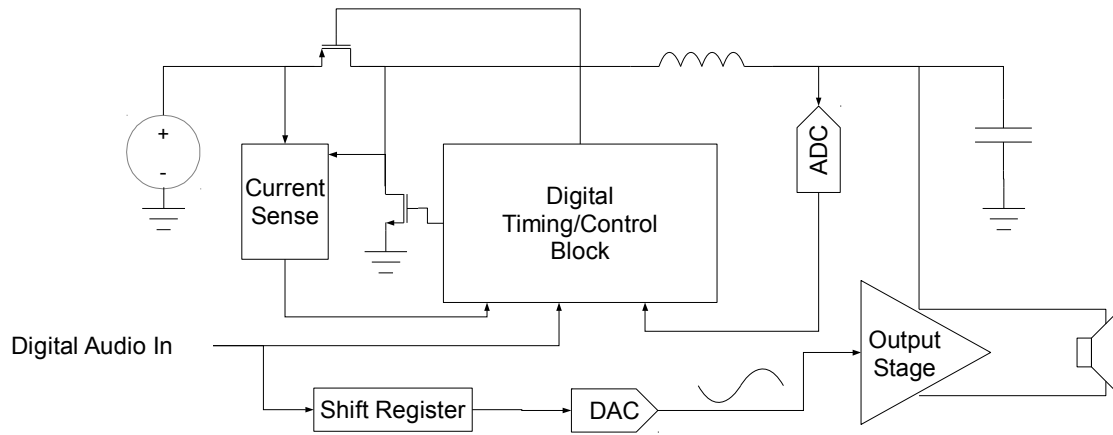 +
-
Current
Sense
Digital
Timing/Control
Block
ADC
Digital Audio In
Shift Register
DAC
Output
Stage